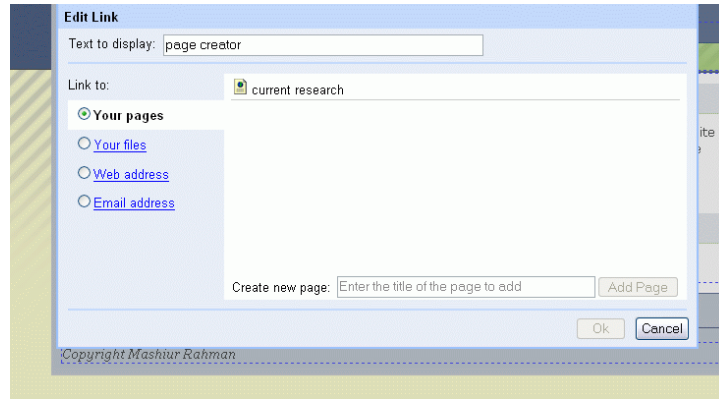 Edit Link
Text to display: page creator
Link to:
current research
Your pages
ite
Your files
Web address
Email address
Create new page: Enter the title of the page to add Add Page
Ok Cancel
Copyright Mashiur Rahman